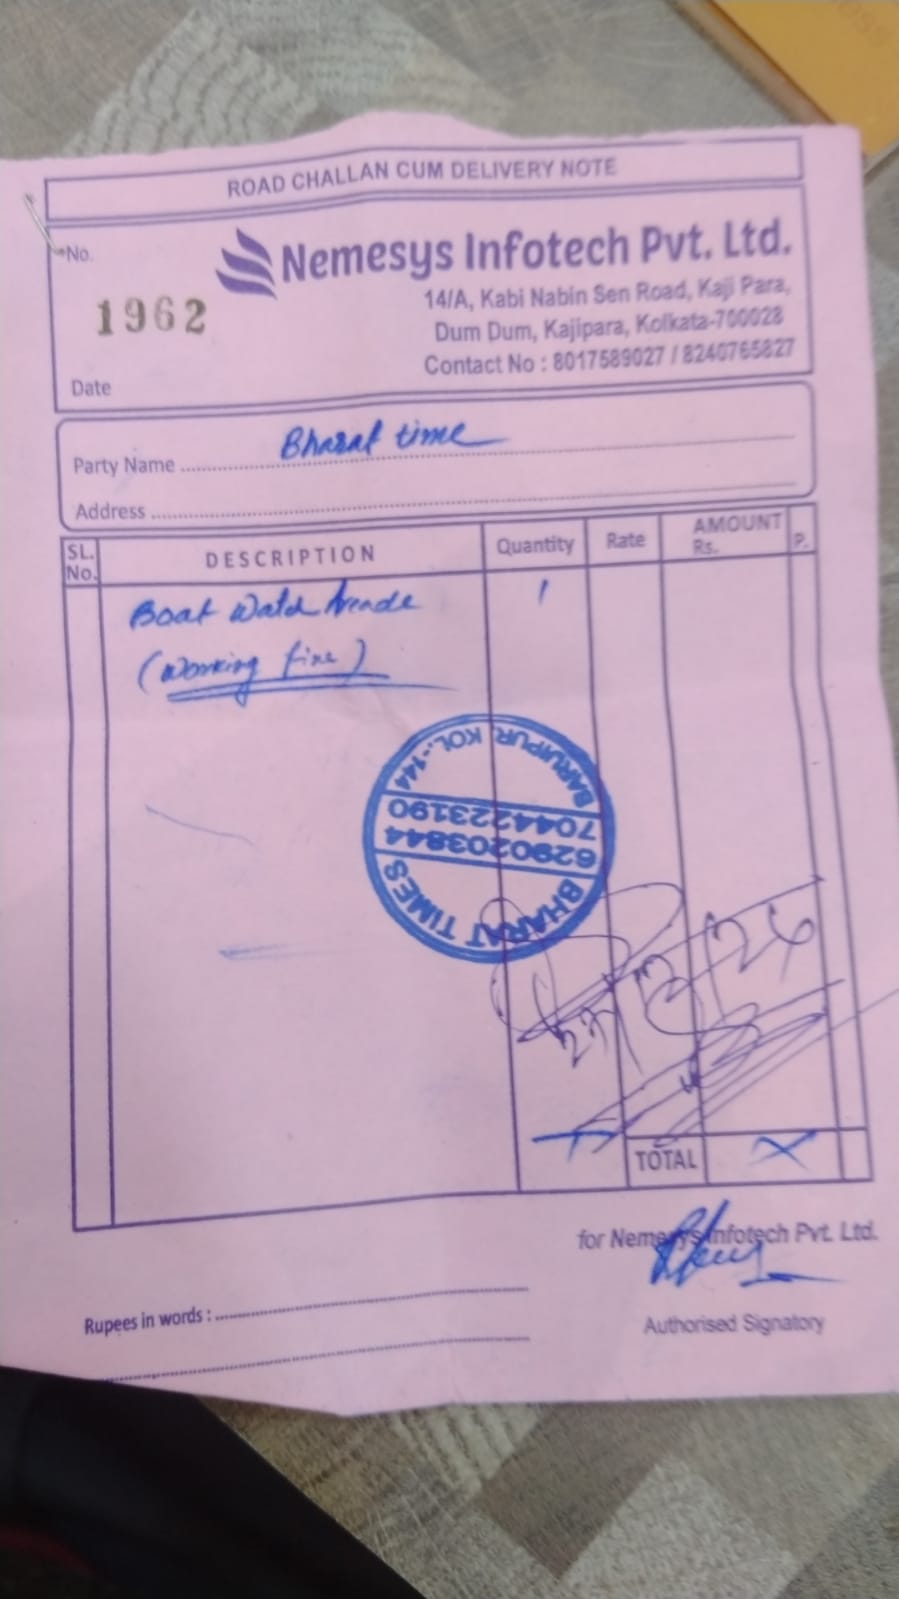 ROAD CHALLAN CUM DELIVERY NOTE
No.
1962
Nemesys Infotech Pvt. Ltd.
14/A, Kabi Nabin Sen Road, Kaji Para,
Dum Dum, Kajipara, Kolkata-700028
Contact No : 8017589027 / 8240765827
Date
Party Name Bharat time
Address
SL. No. DESCRIPTION Quantity Rate AMOUNT Rs. P.
Boat Watch 1
(Working fine)
BHARAT TIMES
6290203844
7044223190
BARUIPUR, KOL.-144
27/3/26
TOTAL X
for Nemesys Infotech Pvt. Ltd.
Rupees in words :
Authorised Signatory